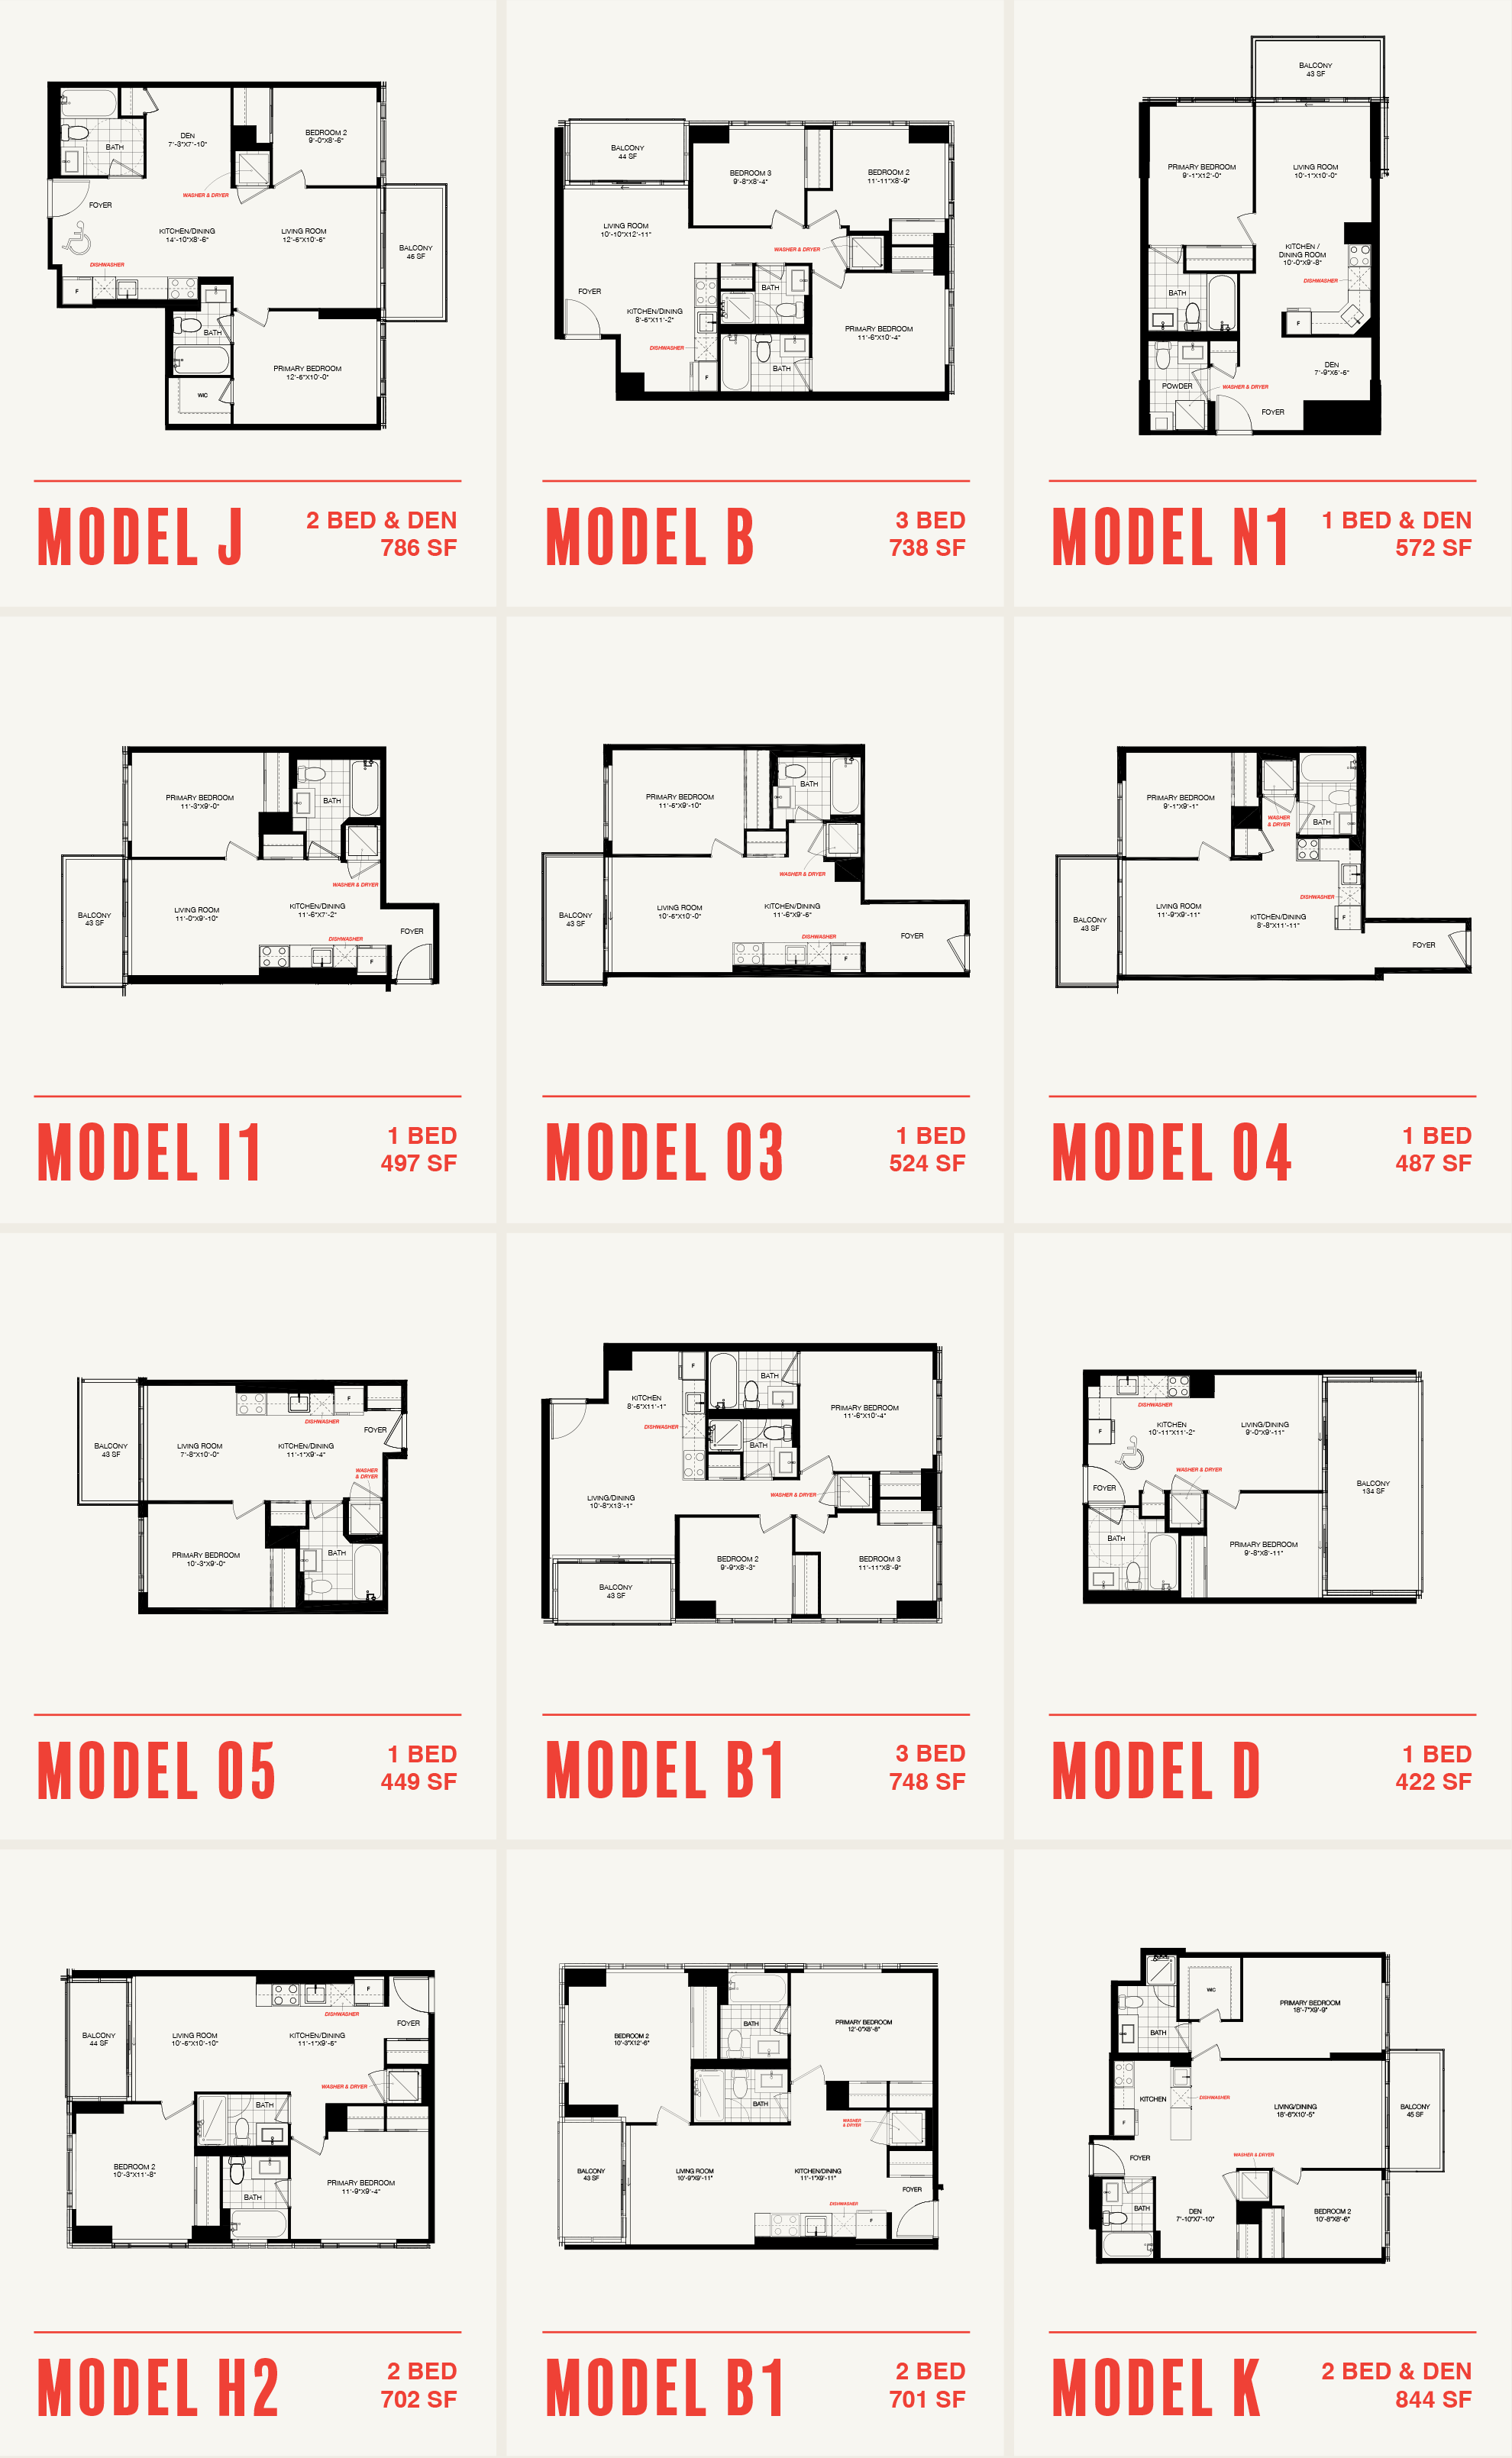 BATH
DEN
7'-3"X7'-10"
BEDROOM 2
9'-0"X8'-6"
WASHER & DRYER
FOYER
KITCHEN/DINING
14'-10"X8'-6"
LIVING ROOM
12'-6"X10'-6"
BALCONY
46 SF
DISHWASHER
F
BATH
PRIMARY BEDROOM
12'-6"X10'-0"
WIC
MODEL J
2 BED & DEN
786 SF
BALCONY
44 SF
BEDROOM 3
9'-8"X8'-4"
BEDROOM 2
11'-11"X8'-9"
LIVING ROOM
10'-10"X12'-11"
WASHER & DRYER
BATH
FOYER
KITCHEN/DINING
8'-6"X11'-2"
PRIMARY BEDROOM
11'-6"X10'-4"
DISHWASHER
BATH
F
MODEL B
3 BED
738 SF
BALCONY
43 SF
PRIMARY BEDROOM
9'-1"X12'-0"
LIVING ROOM
10'-1"X10'-0"
KITCHEN /
DINING ROOM
10'-0"X9'-8"
DISHWASHER
BATH
F
DEN
7'-9"X6'-6"
POWDER
WASHER & DRYER
FOYER
MODEL N1
1 BED & DEN
572 SF
PRIMARY BEDROOM
11'-3"X9'-0"
BATH
WASHER & DRYER
BALCONY
43 SF
LIVING ROOM
11'-0"X9'-10"
KITCHEN/DINING
11'-6"X7'-2"
FOYER
DISHWASHER
F
MODEL I1
1 BED
497 SF
PRIMARY BEDROOM
11'-5"X9'-10"
BATH
WASHER & DRYER
BALCONY
43 SF
LIVING ROOM
10'-5"X10'-0"
KITCHEN/DINING
11'-6"X9'-6"
FOYER
DISHWASHER
F
MODEL 03
1 BED
524 SF
PRIMARY BEDROOM
9'-1"X9'-1"
WASHER
& DRYER
BATH
DISHWASHER
BALCONY
43 SF
LIVING ROOM
11'-9"X9'-11"
KITCHEN/DINING
8'-8"X11'-11"
F
FOYER
MODEL 04
1 BED
487 SF
F
DISHWASHER
FOYER
BALCONY
43 SF
LIVING ROOM
7'-8"X10'-0"
KITCHEN/DINING
11'-1"X9'-4"
WASHER
& DRYER
PRIMARY BEDROOM
10'-3"X9'-0"
BATH
MODEL 05
1 BED
449 SF
F
BATH
KITCHEN
8'-5"X11'-1"
PRIMARY BEDROOM
11'-6"X10'-4"
DISHWASHER
BATH
LIVING/DINING
10'-8"X13'-1"
WASHER & DRYER
BEDROOM 2
9'-9"X8'-3"
BEDROOM 3
11'-11"X8'-9"
BALCONY
43 SF
MODEL B1
3 BED
748 SF
DISHWASHER
F
KITCHEN
10'-11"X11'-2"
LIVING/DINING
9'-0"X9'-11"
WASHER & DRYER
FOYER
BALCONY
134 SF
BATH
PRIMARY BEDROOM
9'-8"X8'-11"
MODEL D
1 BED
422 SF
F
DISHWASHER
FOYER
BALCONY
44 SF
LIVING ROOM
10'-6"X10'-10"
KITCHEN/DINING
11'-1"X9'-6"
WASHER & DRYER
BATH
BEDROOM 2
10'-3"X11'-8"
BATH
PRIMARY BEDROOM
11'-9"X9'-4"
MODEL H2
2 BED
702 SF
BEDROOM 2
10'-3"X12'-6"
BATH
PRIMARY BEDROOM
12'-0"X8'-8"
BATH
WASHER
& DRYER
BALCONY
43 SF
LIVING ROOM
10'-9"X9'-11"
KITCHEN/DINING
11'-1"X9'-11"
FOYER
DISHWASHER
F
MODEL B1
2 BED
701 SF
WIC
PRIMARY BEDROOM
18'-7"X9'-9"
BATH
KITCHEN
DISHWASHER
F
LIVING/DINING
18'-6"X10'-5"
BALCONY
45 SF
FOYER
WASHER & DRYER
BATH
DEN
7'-10"X7'-10"
BEDROOM 2
10'-8"X8'-6"
MODEL K
2 BED & DEN
844 SF